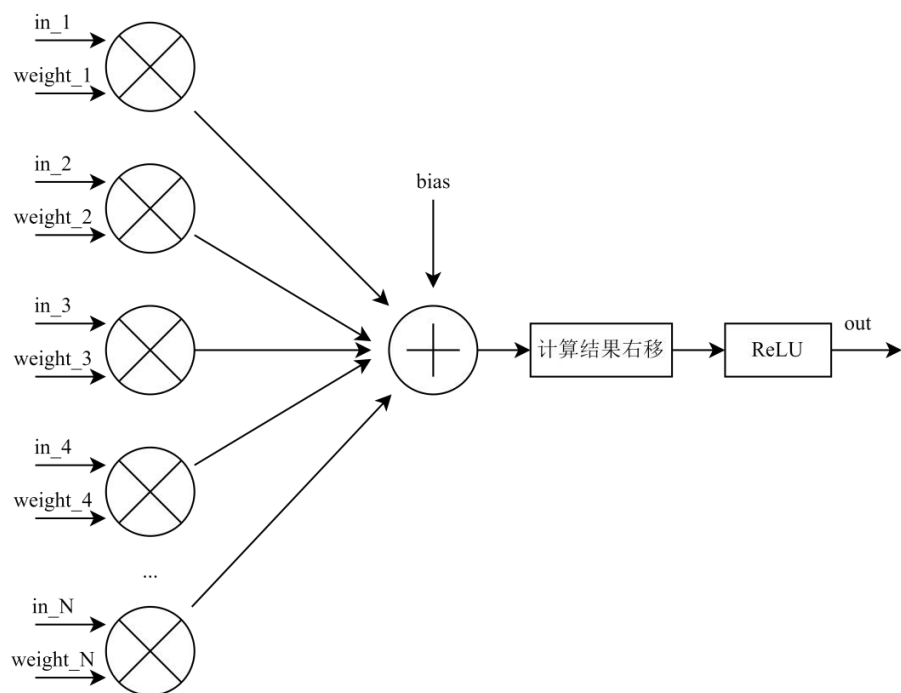 in_1
weight_1
in_2
weight_2
bias
in_3
weight_3
计算结果右移
ReLU
out
in_4
weight_4
...
in_N
weight_N